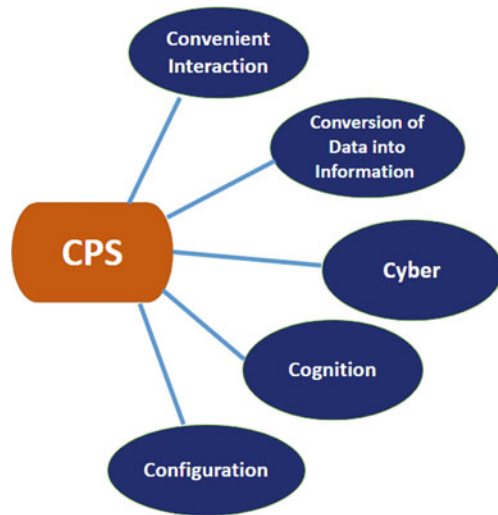 Convenient
Interaction
Conversion of
Data into
Information
CPS
Cyber
Cognition
Configuration